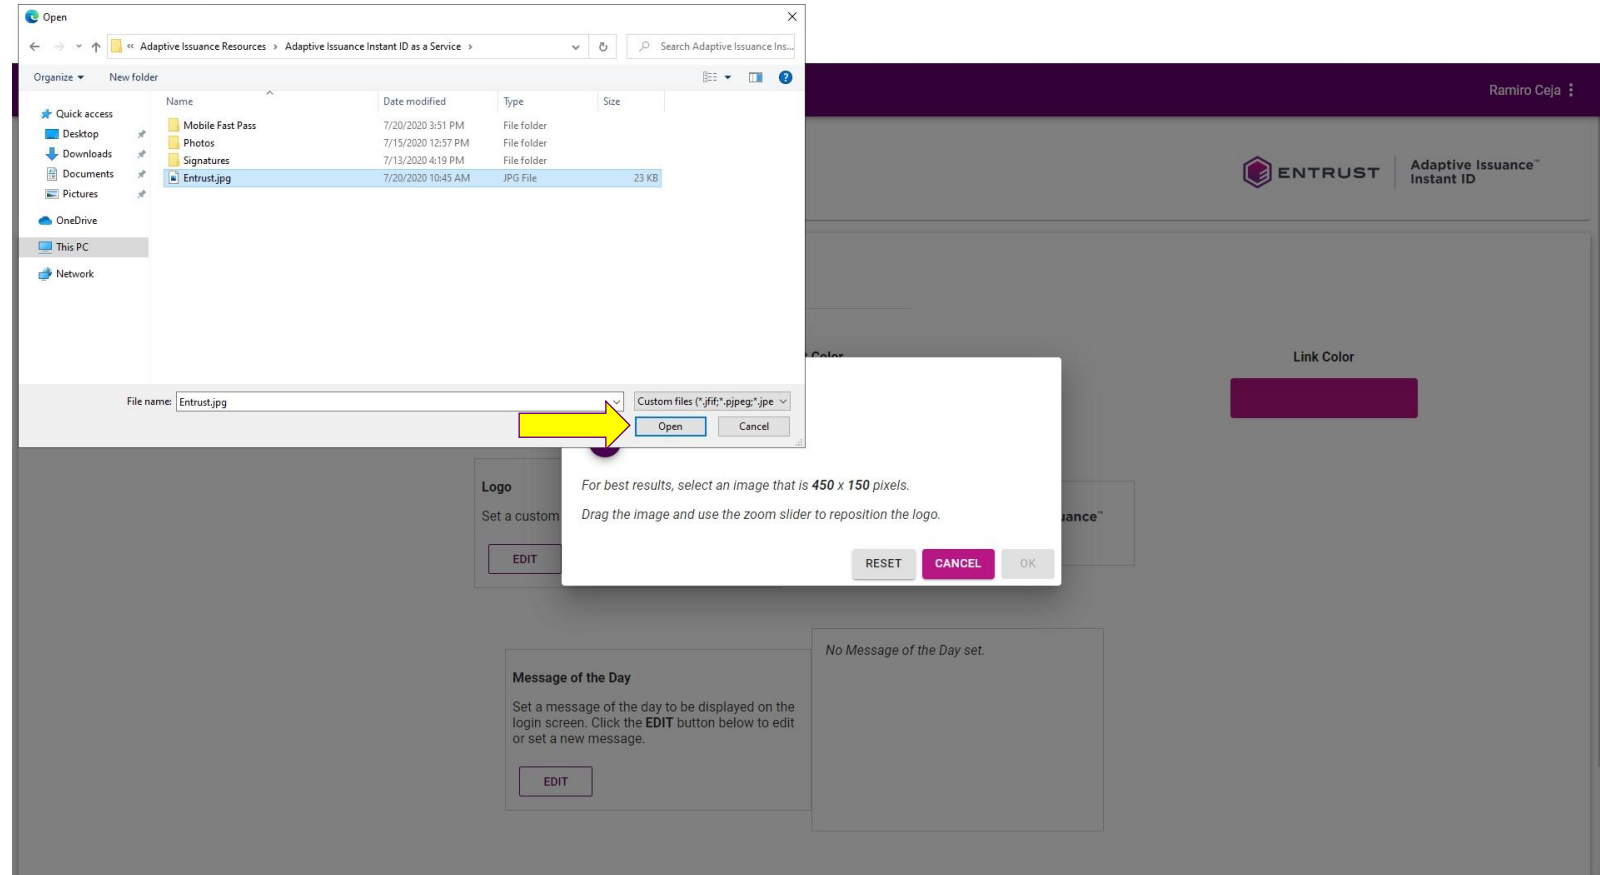 Open
« Adaptive Issuance Resources > Adaptive Issuance Instant ID as a Service >
Search Adaptive Issuance Ins...
Organize
New folder
?
Ramiro Ceja
Name Date modified Type Size
Quick access
Desktop
Downloads
Documents
Pictures
OneDrive
This PC
Network
Mobile Fast Pass 7/20/2020 3:51 PM File folder
Photos 7/15/2020 12:57 PM File folder
Signatures 7/13/2020 4:19 PM File folder
Entrust.jpg 7/20/2020 10:45 AM JPG File 23 KB
File name: Entrust.jpg
Custom files (*.jfif;*.pjpeg;*.jpe
Open Cancel
ENTRUST
Adaptive Issuance™
Instant ID
Color
Link Color
For best results, select an image that is 450 x 150 pixels.
Drag the image and use the zoom slider to reposition the logo.
RESET CANCEL OK
Logo
Set a custom
EDIT
uance™
Message of the Day
Set a message of the day to be displayed on the
login screen. Click the EDIT button below to edit
or set a new message.
EDIT
No Message of the Day set.